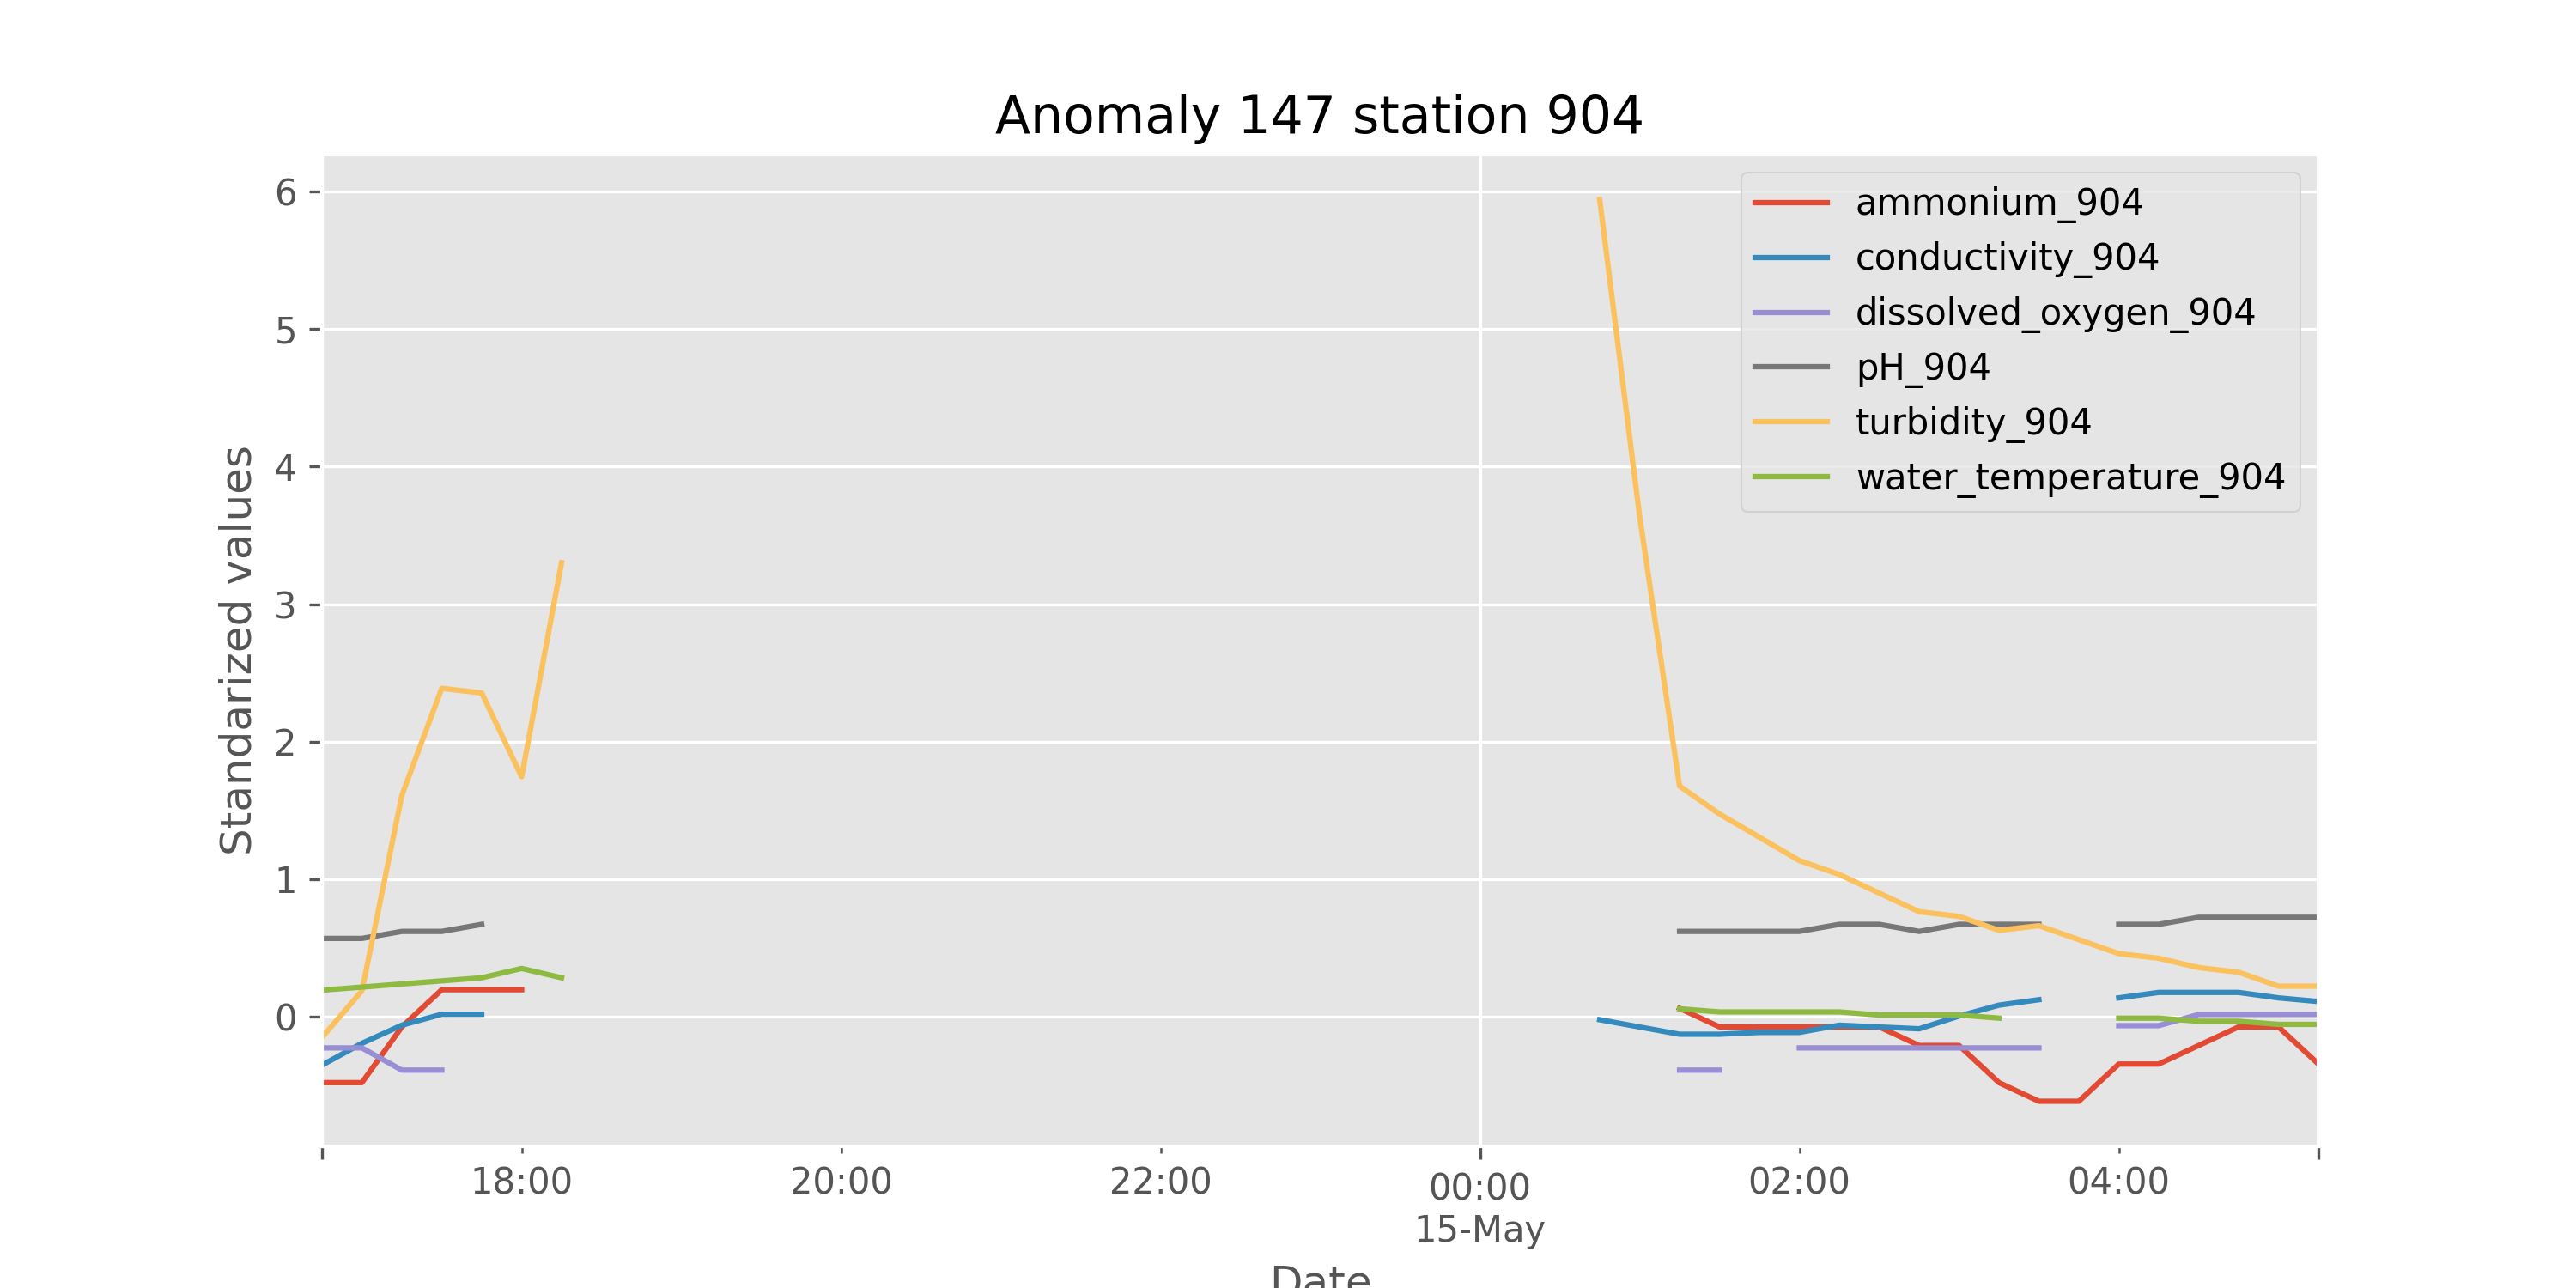 Anomaly 147 station 904
6
5
4
3
2
1
0
Standarized values
ammonium_904
conductivity_904
dissolved_oxygen_904
pH_904
turbidity_904
water_temperature_904
18:00
20:00
22:00
00:00
02:00
04:00
15-May
Date